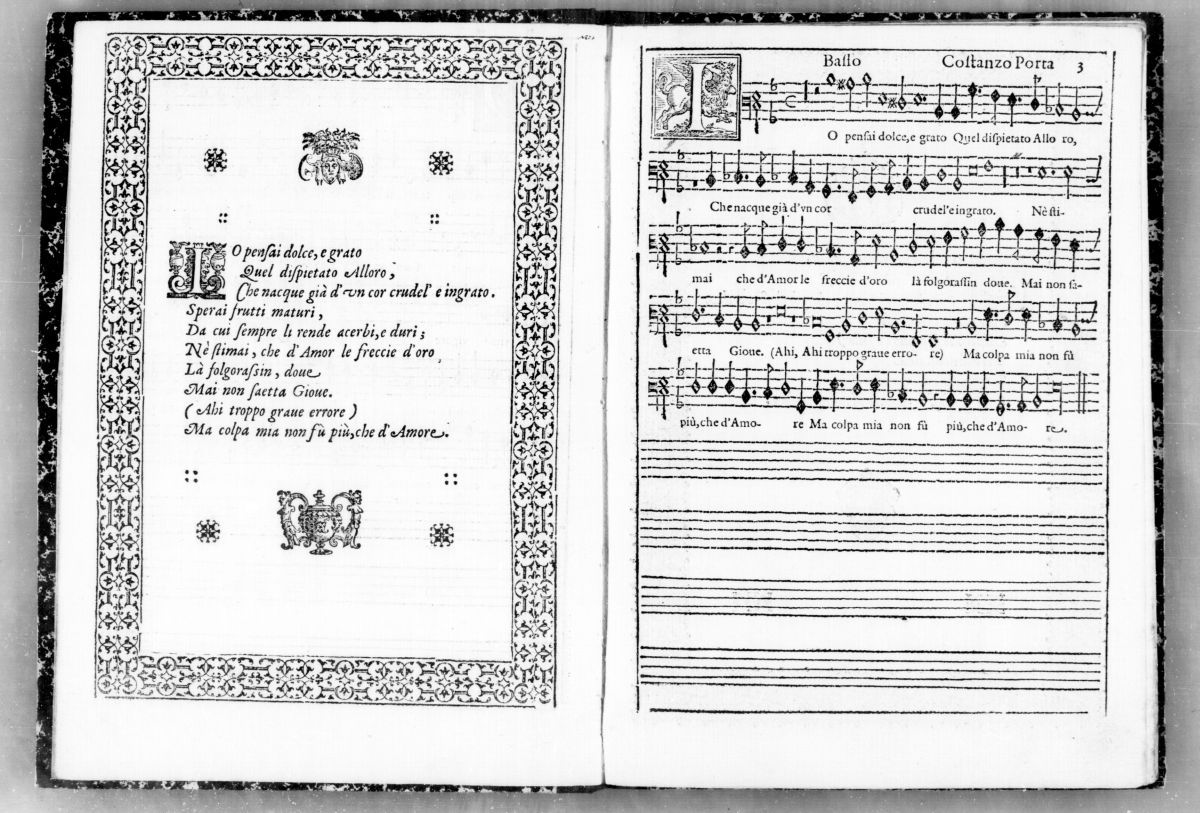 IO penſai dolce, e grato
Quel diſpietato Alloro,
Che nacque già d'vn cor crudel' e ingrato.
Sperai frutti maturi,
Da cui ſempre li rende acerbi, e duri;
Nè ſtimai, che d'Amor le freccie d'oro
Là folgoraſsin, doue
Mai non ſaetta Gioue.
(Ahi troppo graue errore)
Ma colpa mia non fù più, che d'Amore.
Baſſo Coſtanzo Porta 3
IO penſai dolce, e grato Quel diſpietato Allo ro,
Che nacque già d'vn cor crudel'e ingrato. Nè ſti-
mai che d'Amor le freccie d'oro là folgoraſſin doue. Mai non ſa-
etta Gioue. (Ahi, Ahi troppo graue erro- re) Ma colpa mia non fù
più, che d'Amo- re Ma colpa mia non fù più, che d'Amo- re.